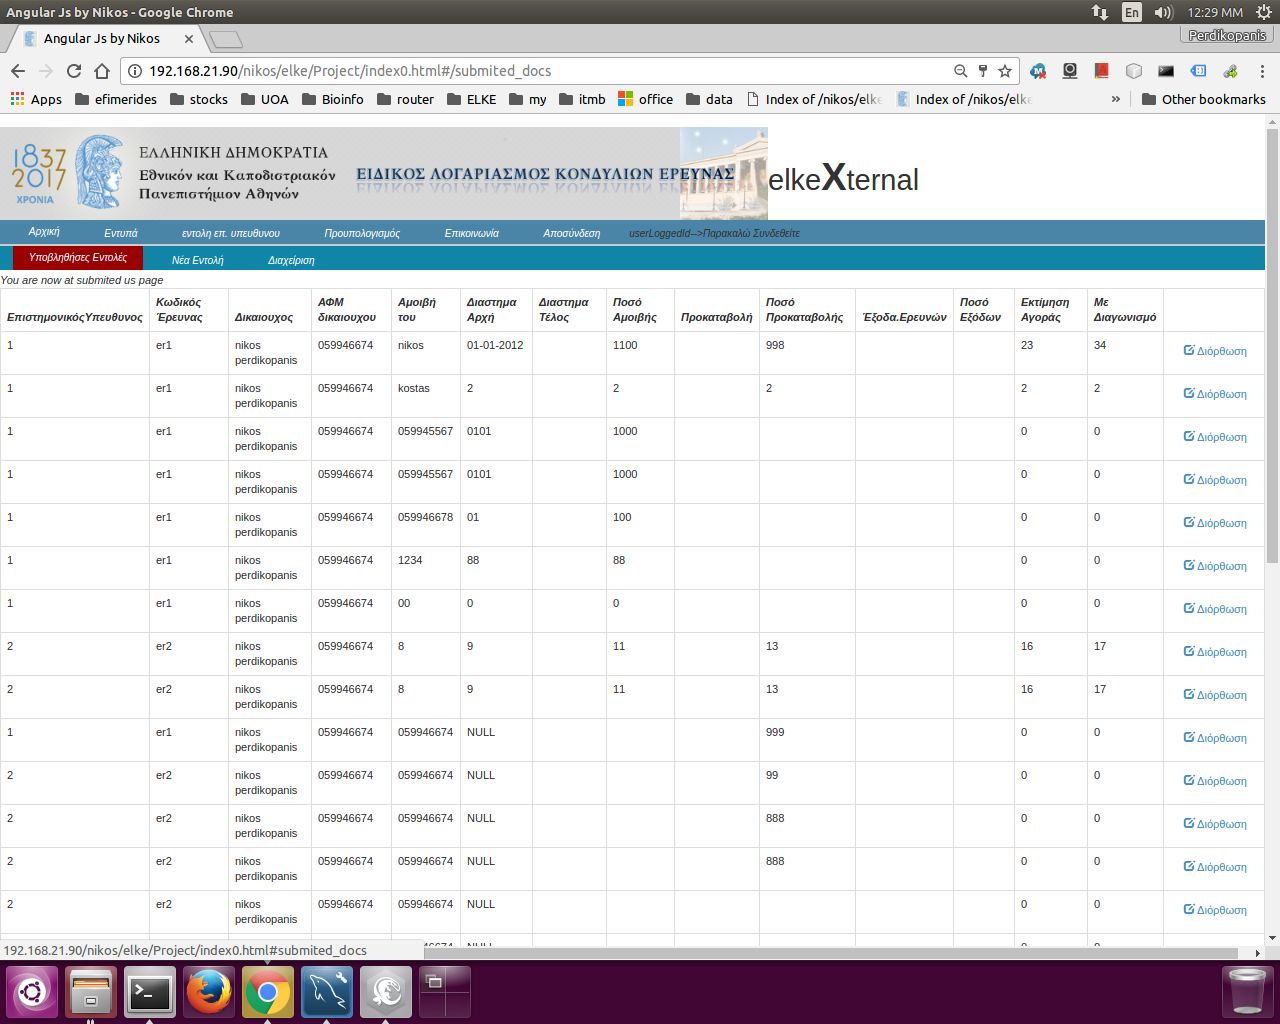 Angular Js by Nikos - Google Chrome
En
12:29 ΜΜ
Angular Js by Nikos
Perdikopanis
192.168.21.90/nikos/elke/Project/index0.html#/submited_docs
Apps efimerides stocks UOA Bioinfo router ELKE my itmb office data Index of /nikos/elke Index of /nikos/elke » Other bookmarks
1837
2017
ΧΡΟΝΙΑ
ΕΛΛΗΝΙΚΗ ΔΗΜΟΚΡΑΤΙΑ
Εθνικόν και Καποδιστριακόν
Πανεπιστήμιον Αθηνών
ΕΙΔΙΚΟΣ ΛΟΓΑΡΙΑΣΜΟΣ ΚΟΝΔΥΛΙΩΝ ΕΡΕΥΝΑΣ
elkeXternal
Αρχική Εντυπά εντολη επ. υπευθυνου Προυπολογισμός Επικοινωνία Αποσύνδεση userLoggedId-->Παρακαλώ Συνδεθείτε
Υποβληθήσες Εντολές Νέα Εντολή Διαχείριση
You are now at submited us page
ΕπιστημονικόςΥπευθυνος Κωδικός Έρευνας Δικαιουχος ΑΦΜ δικαιουχου Αμοιβή του Διαστημα Αρχή Διαστημα Τέλος Ποσό Αμοιβής Προκαταβολή Ποσό Προκαταβολής Έξοδα.Ερευνών Ποσό Εξόδων Εκτίμηση Αγοράς Με Διαγωνισμό
1 er1 nikos perdikopanis 059946674 nikos 01-01-2012 1100 998 23 34 Διόρθωση
1 er1 nikos perdikopanis 059946674 kostas 2 2 2 2 2 Διόρθωση
1 er1 nikos perdikopanis 059946674 059945567 0101 1000 0 0 Διόρθωση
1 er1 nikos perdikopanis 059946674 059945567 0101 1000 0 0 Διόρθωση
1 er1 nikos perdikopanis 059946674 059946678 01 100 0 0 Διόρθωση
1 er1 nikos perdikopanis 059946674 1234 88 88 0 0 Διόρθωση
1 er1 nikos perdikopanis 059946674 00 0 0 0 0 Διόρθωση
2 er2 nikos perdikopanis 059946674 8 9 11 13 16 17 Διόρθωση
2 er2 nikos perdikopanis 059946674 8 9 11 13 16 17 Διόρθωση
1 er1 nikos perdikopanis 059946674 059946674 NULL 999 0 0 Διόρθωση
2 er2 nikos perdikopanis 059946674 059946674 NULL 99 0 0 Διόρθωση
2 er2 nikos perdikopanis 059946674 059946674 NULL 888 0 0 Διόρθωση
2 er2 nikos perdikopanis 059946674 059946674 NULL 888 0 0 Διόρθωση
2 er2 nikos perdikopanis 059946674 059946674 NULL 0 0 Διόρθωση
192.168.21.90/nikos/elke/Project/index0.html#submited_docs